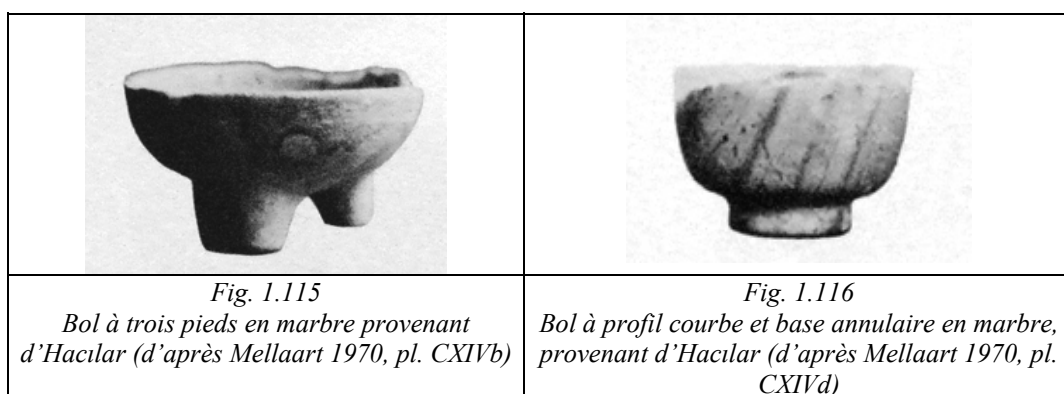 Fig. 1.115
Bol à trois pieds en marbre provenant
d’Hacılar (d’après Mellaart 1970, pl. CXIVb)
Fig. 1.116
Bol à profil courbe et base annulaire en marbre,
provenant d’Hacılar (d’après Mellaart 1970, pl.
CXIVd)